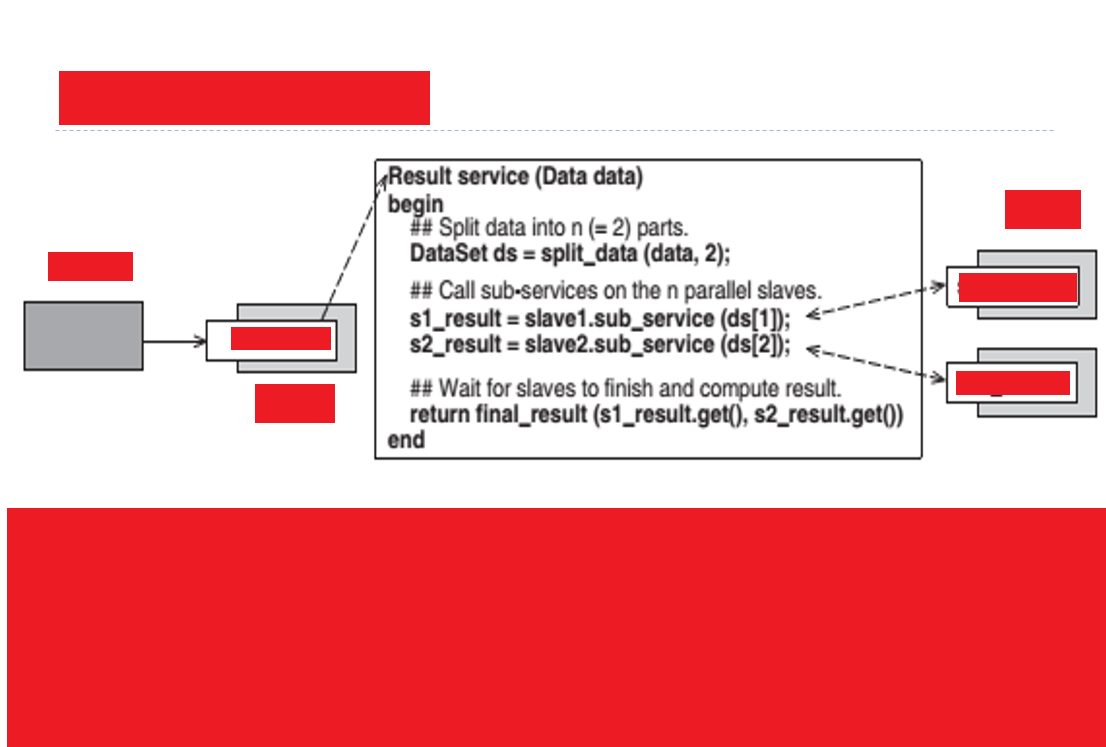 Result service (Data data)
begin
## Split data into n (= 2) parts.
DataSet ds = split_data (data, 2);
## Call sub-services on the n parallel slaves.
s1_result = slave1.sub_service (ds[1]);
s2_result = slave2.sub_service (ds[2]);
## Wait for slaves to finish and compute result.
return final_result (s1_result.get(), s2_result.get())
end